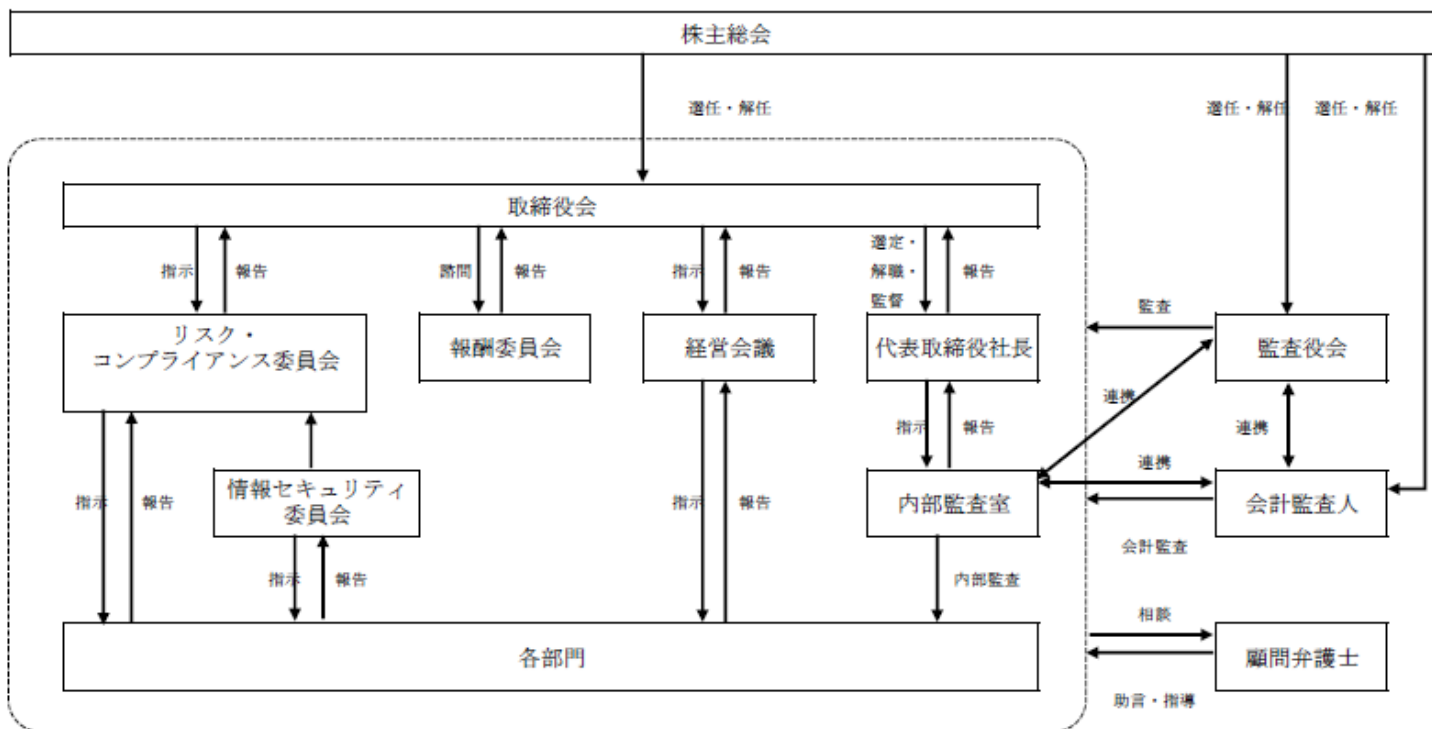 株主総会
選任・解任
選任・解任
選任・解任
取締役会
指示
報告
諮問
報告
指示
報告
選定・
解職・
監督
報告
リスク・
コンプライアンス委員会
報酬委員会
経営会議
代表取締役社長
監査
監査役会
連携
連携
指示
報告
指示
報告
指示
報告
情報セキュリティ
委員会
内部監査室
連携
会計監査人
会計監査
指示
報告
内部監査
各部門
相談
顧問弁護士
助言・指導